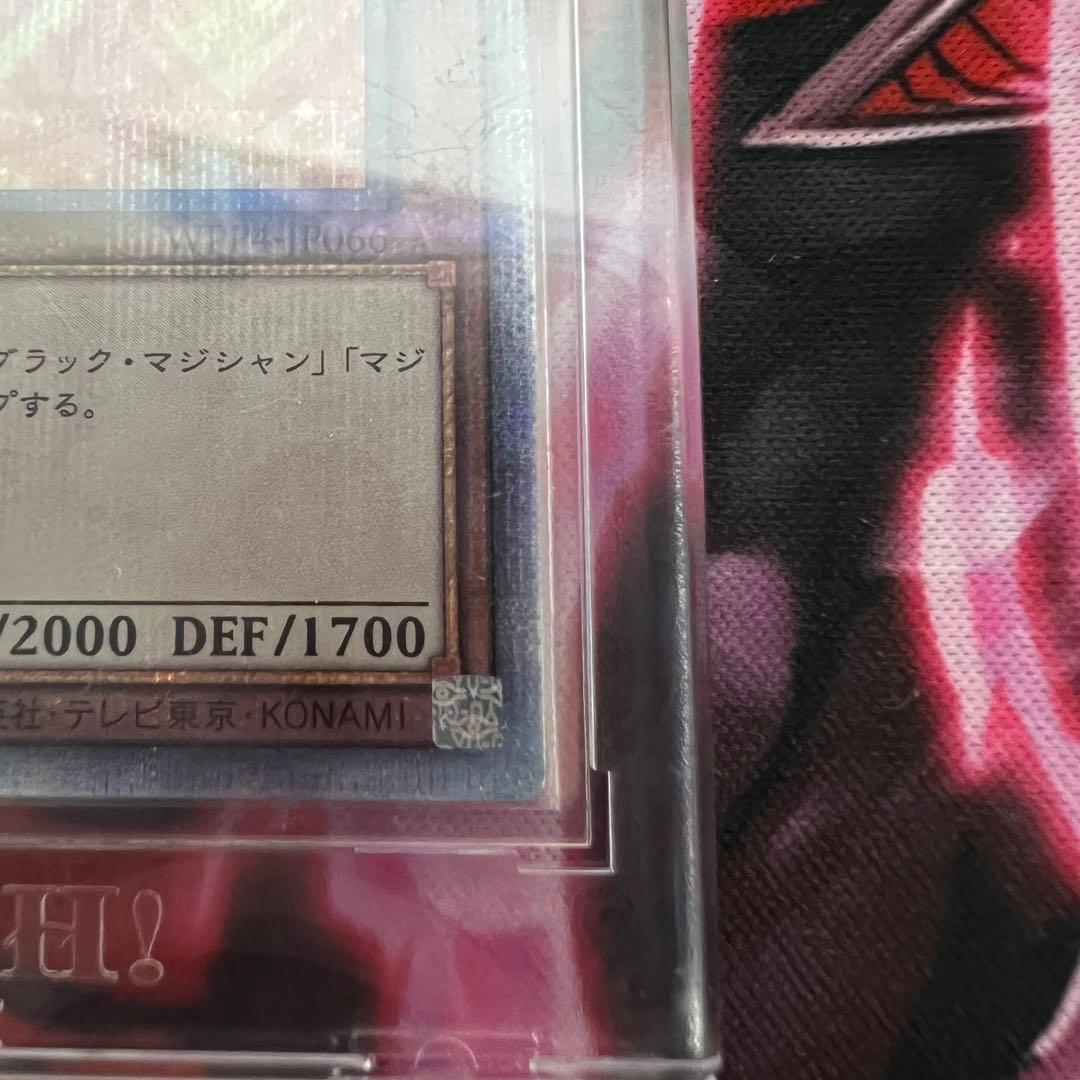 WPP4-JP066
ブラック・マジシャン」「マジ
プする。
/2000 DEF/1700
社・テレビ東京・KONAMI